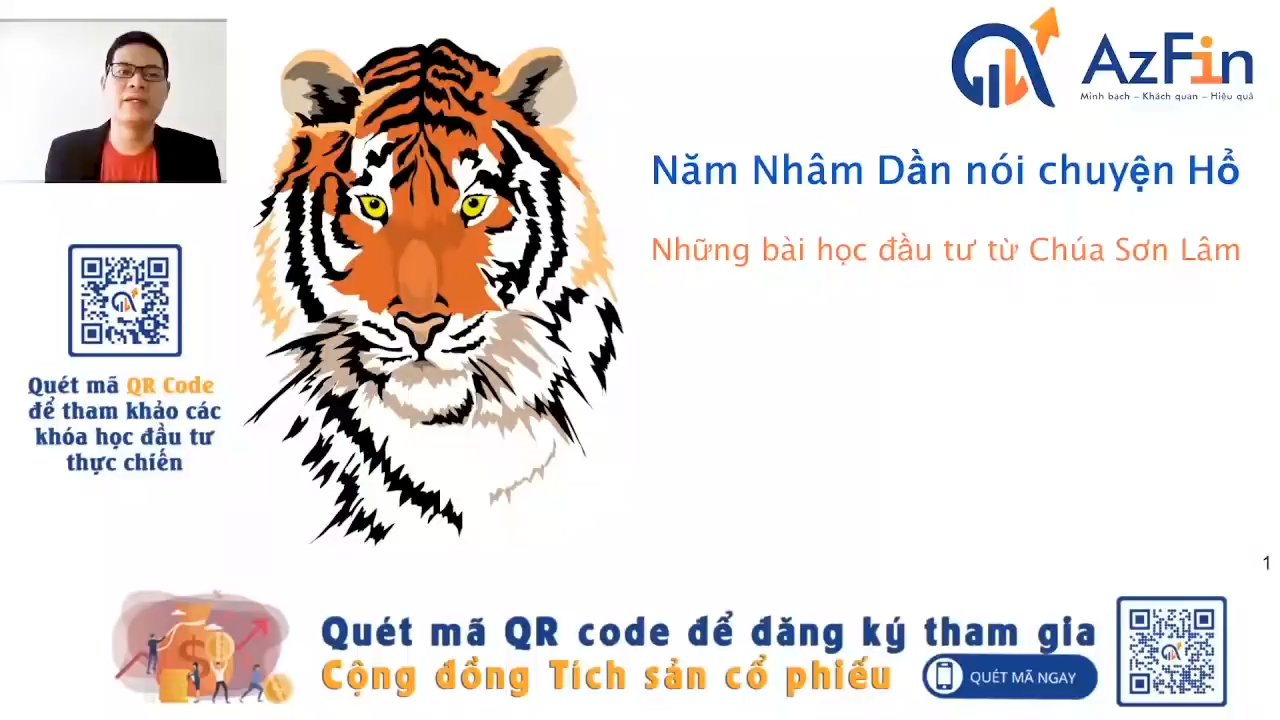 AzFin
Minh bạch – Khách quan – Hiệu quả
Năm Nhâm Dần nói chuyện Hổ
Những bài học đầu tư từ Chúa Sơn Lâm
Quét mã QR Code
để tham khảo các
khóa học đầu tư
thực chiến
1
Quét mã QR code để đăng ký tham gia
Cộng đồng Tích sản cổ phiếu
QUÉT MÃ NGAY